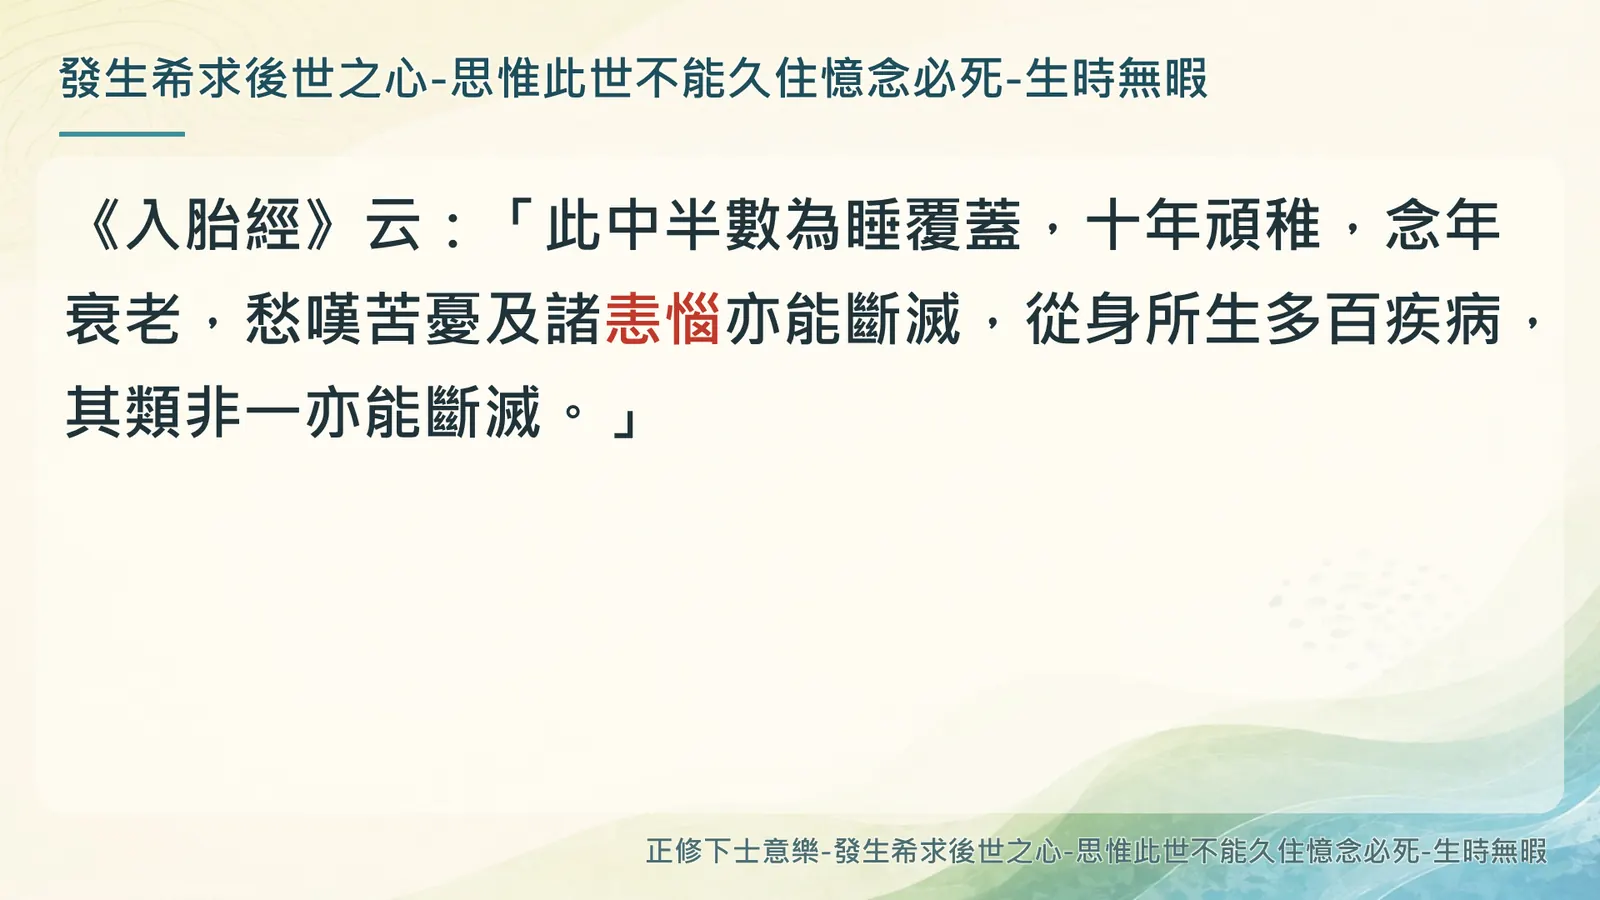 發生希求後世之心-思惟此世不能久住憶念必死-生時無暇
《入胎經》云：「此中半數為睡覆蓋，十年頑稚，念年
衰老，愁嘆苦憂及諸恚惱亦能斷滅，從身所生多百疾病，
其類非一亦能斷滅。」
正修下士意樂-發生希求後世之心-思惟此世不能久住憶念必死-生時無暇